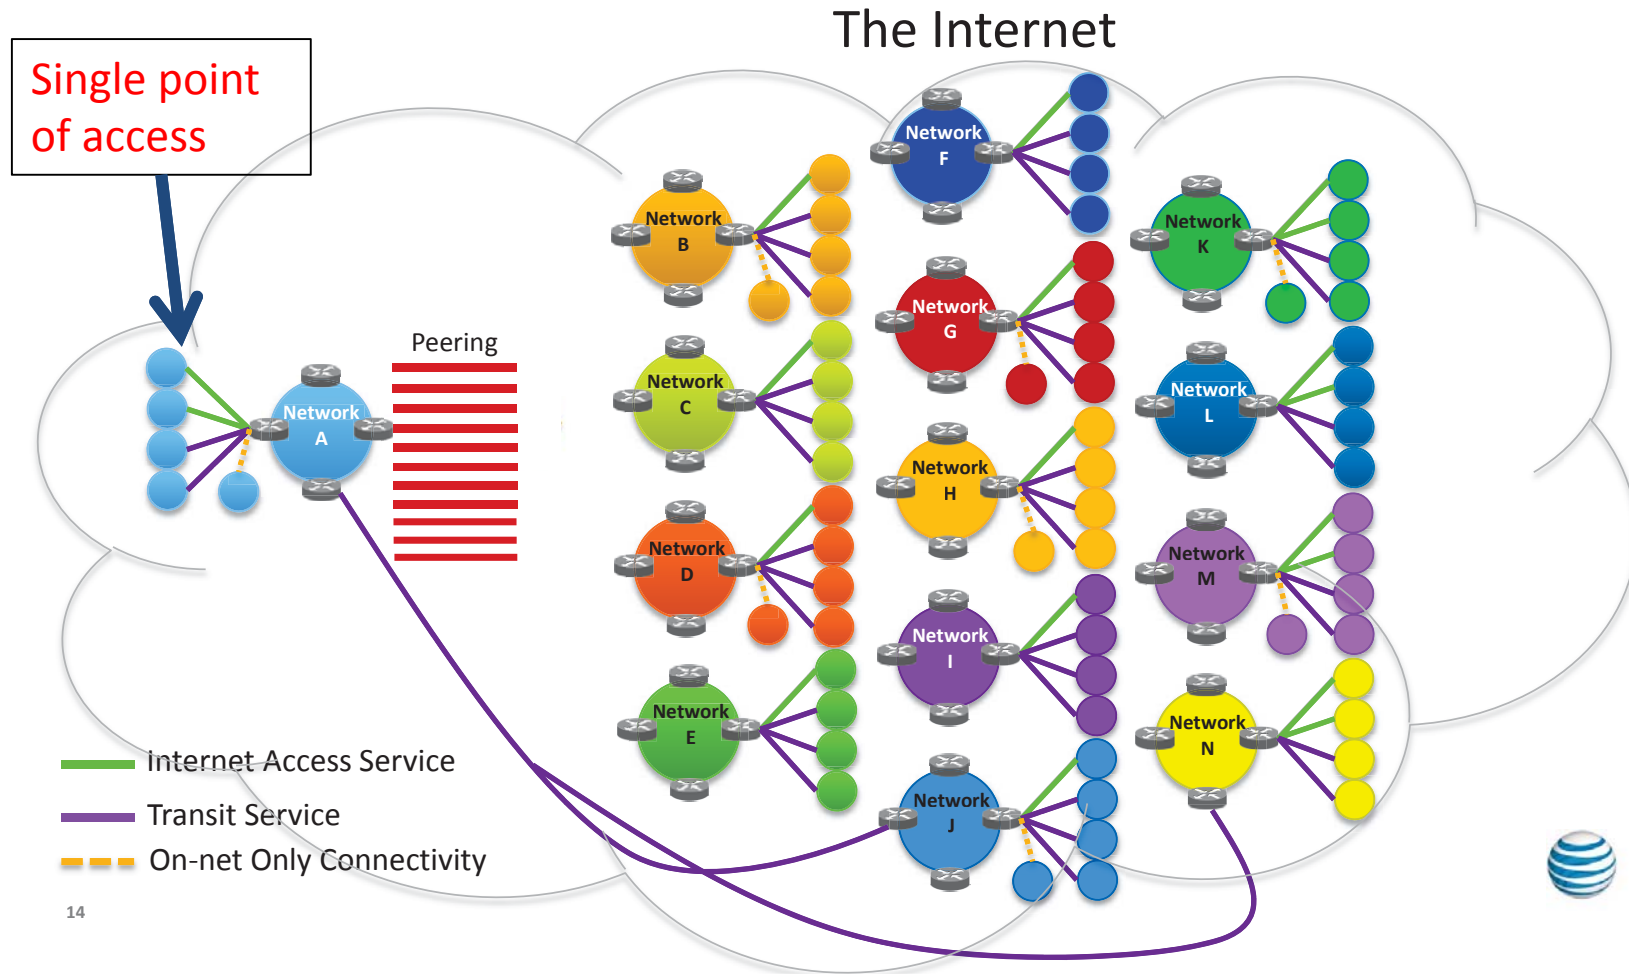 The Internet
Single point
of access
Peering
Network
A
Network
B
Network
C
Network
D
Network
E
Network
F
Network
G
Network
H
Network
I
Network
J
Network
K
Network
L
Network
M
Network
N
Internet Access Service
Transit Service
On-net Only Connectivity
14